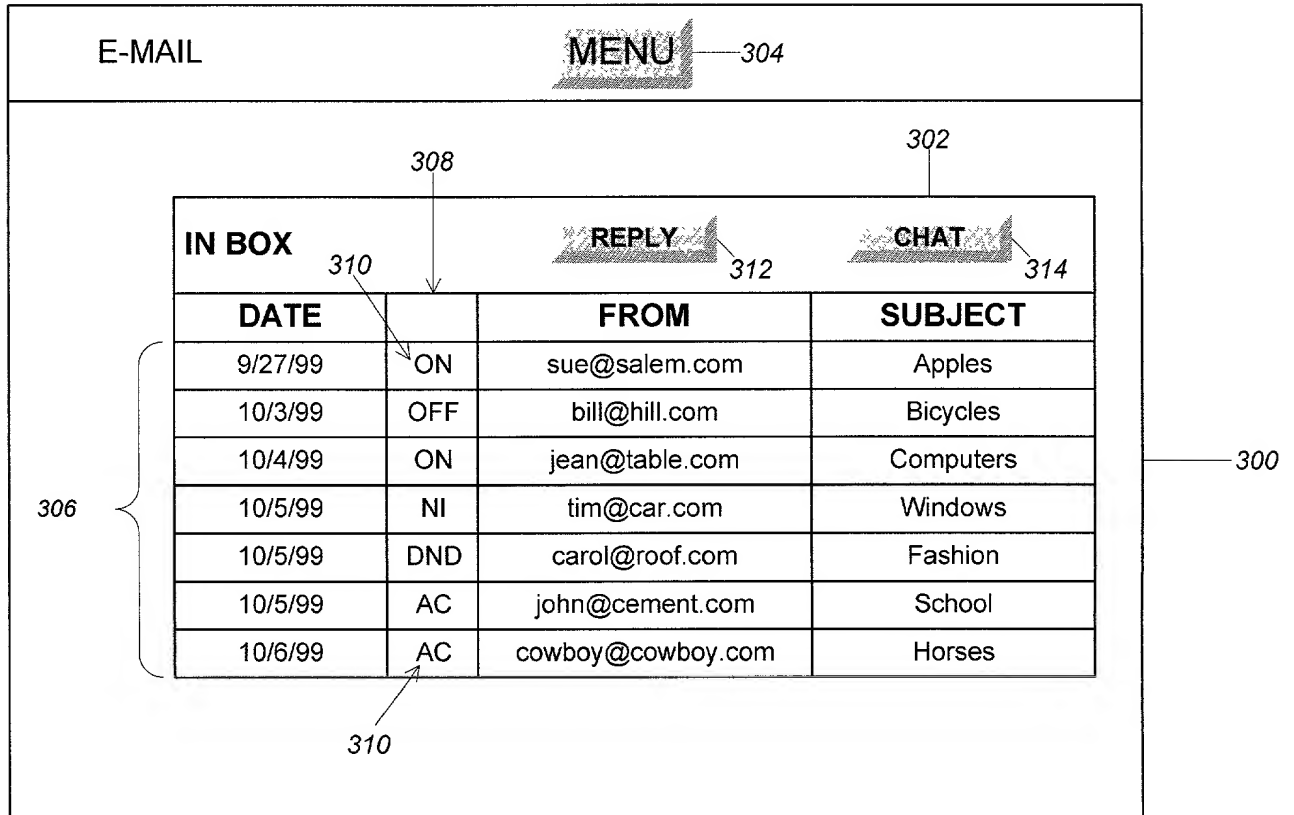 E-MAIL MENU 304
302
308
IN BOX REPLY CHAT
310 312 314
DATE FROM SUBJECT
9/27/99 ON sue@salem.com Apples
10/3/99 OFF bill@hill.com Bicycles
10/4/99 ON jean@table.com Computers
300
10/5/99 NI tim@car.com Windows
306
10/5/99 DND carol@roof.com Fashion
10/5/99 AC john@cement.com School
10/6/99 AC cowboy@cowboy.com Horses
310